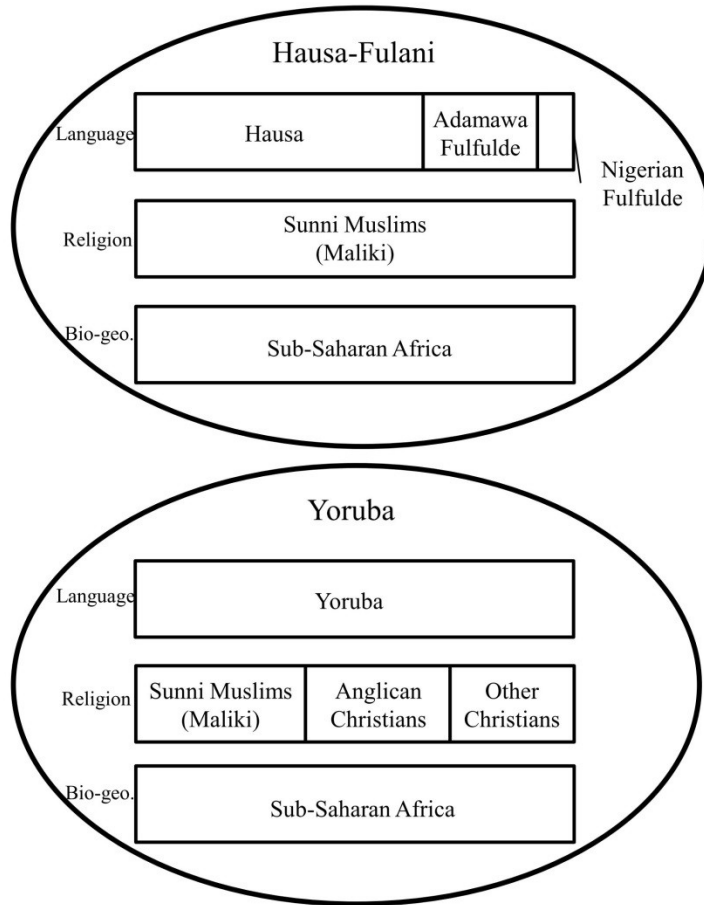 Hausa-Fulani
Language
Hausa
Adamawa
Fulfulde
Nigerian
Fulfulde
Religion
Sunni Muslims
(Maliki)
Bio-geo.
Sub-Saharan Africa
Yoruba
Language
Yoruba
Religion
Sunni Muslims
(Maliki)
Anglican
Christians
Other
Christians
Bio-geo.
Sub-Saharan Africa